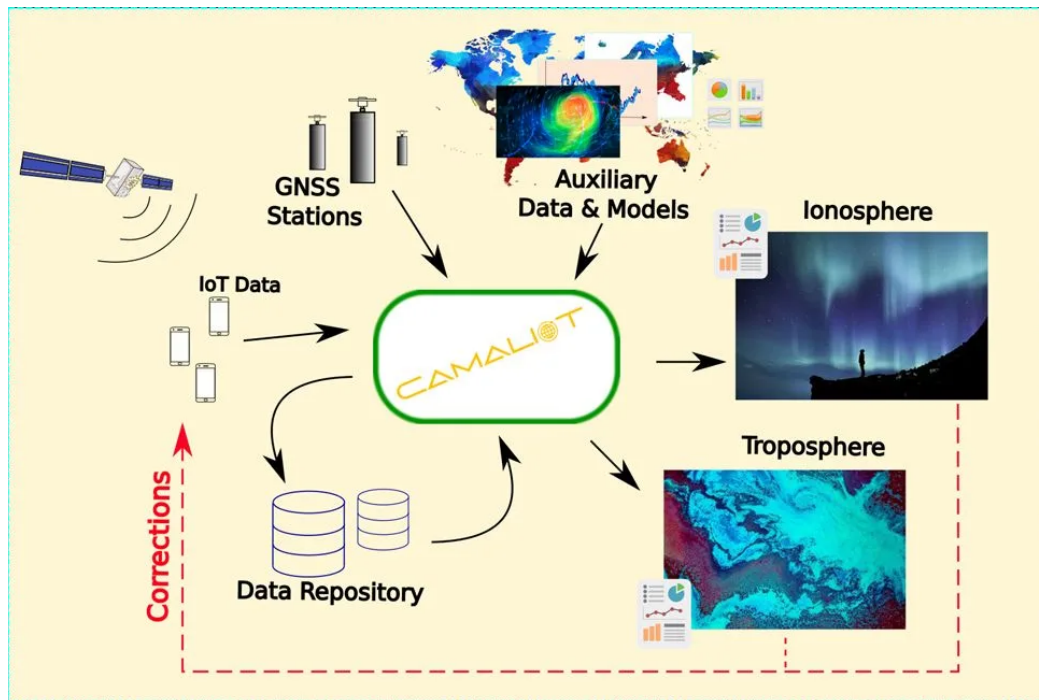 GNSS
Stations
Auxiliary
Data & Models
Ionosphere
IoT Data
CAMALIOT
Troposphere
Corrections
Data Repository